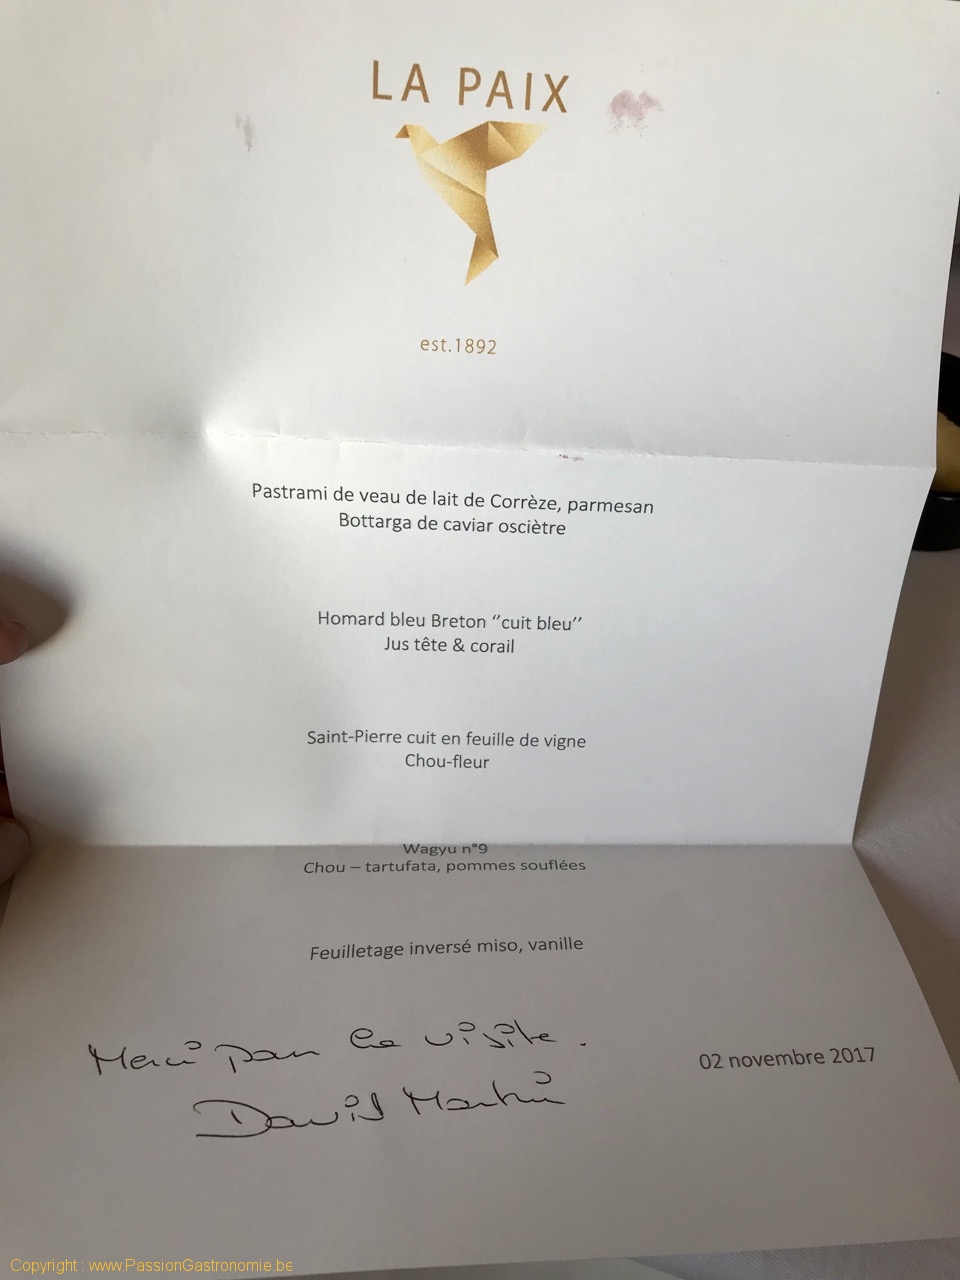 LA PAIX
est.1892
Pastrami de veau de lait de Corrèze, parmesan
Bottarga de caviar osciètre
Homard bleu Breton ‘’cuit bleu’’
Jus tête & corail
Saint-Pierre cuit en feuille de vigne
Chou-fleur
Wagyu n°9
Chou – tartufata, pommes souflées
Feuilletage inversé miso, vanille
Merci pour la visite.
David Martin
02 novembre 2017
Copyright : www.PassionGastronomie.be